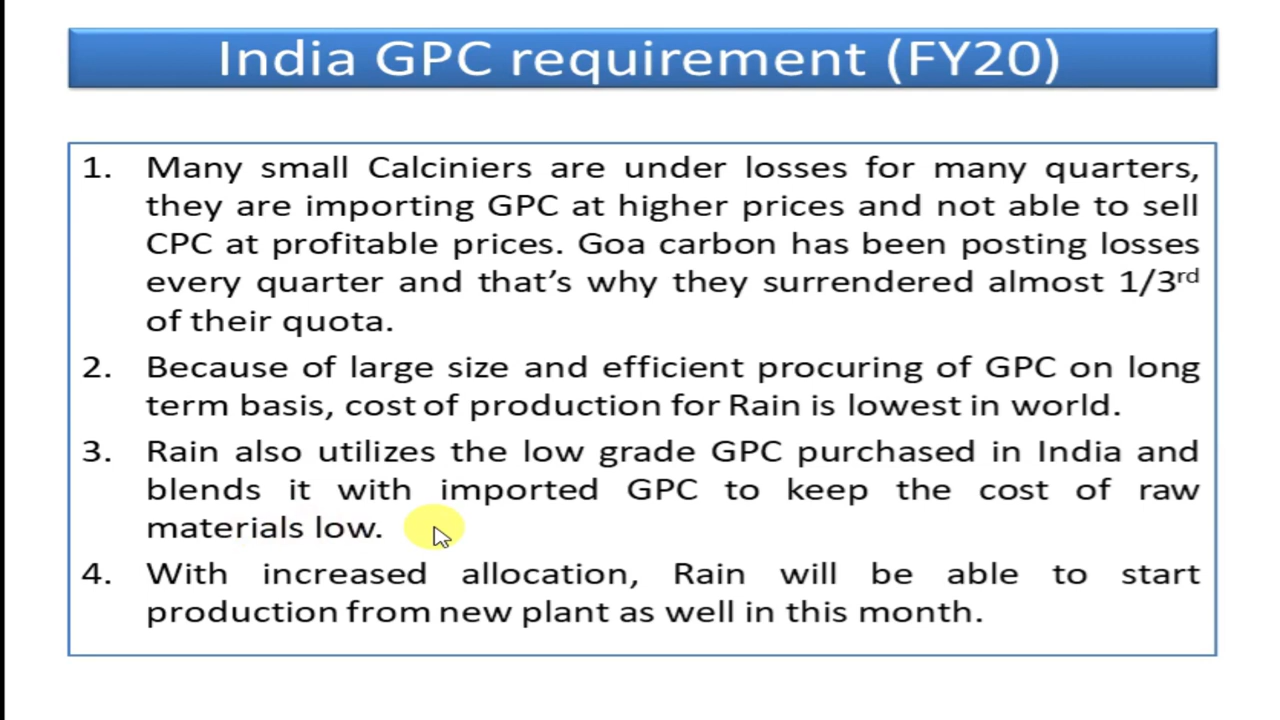 India GPC requirement (FY20)
1. Many small Calciniers are under losses for many quarters,
they are importing GPC at higher prices and not able to sell
CPC at profitable prices. Goa carbon has been posting losses
every quarter and that’s why they surrendered almost 1/3rd
of their quota.
2. Because of large size and efficient procuring of GPC on long
term basis, cost of production for Rain is lowest in world.
3. Rain also utilizes the low grade GPC purchased in India and
blends it with imported GPC to keep the cost of raw
materials low.
4. With increased allocation, Rain will be able to start
production from new plant as well in this month.